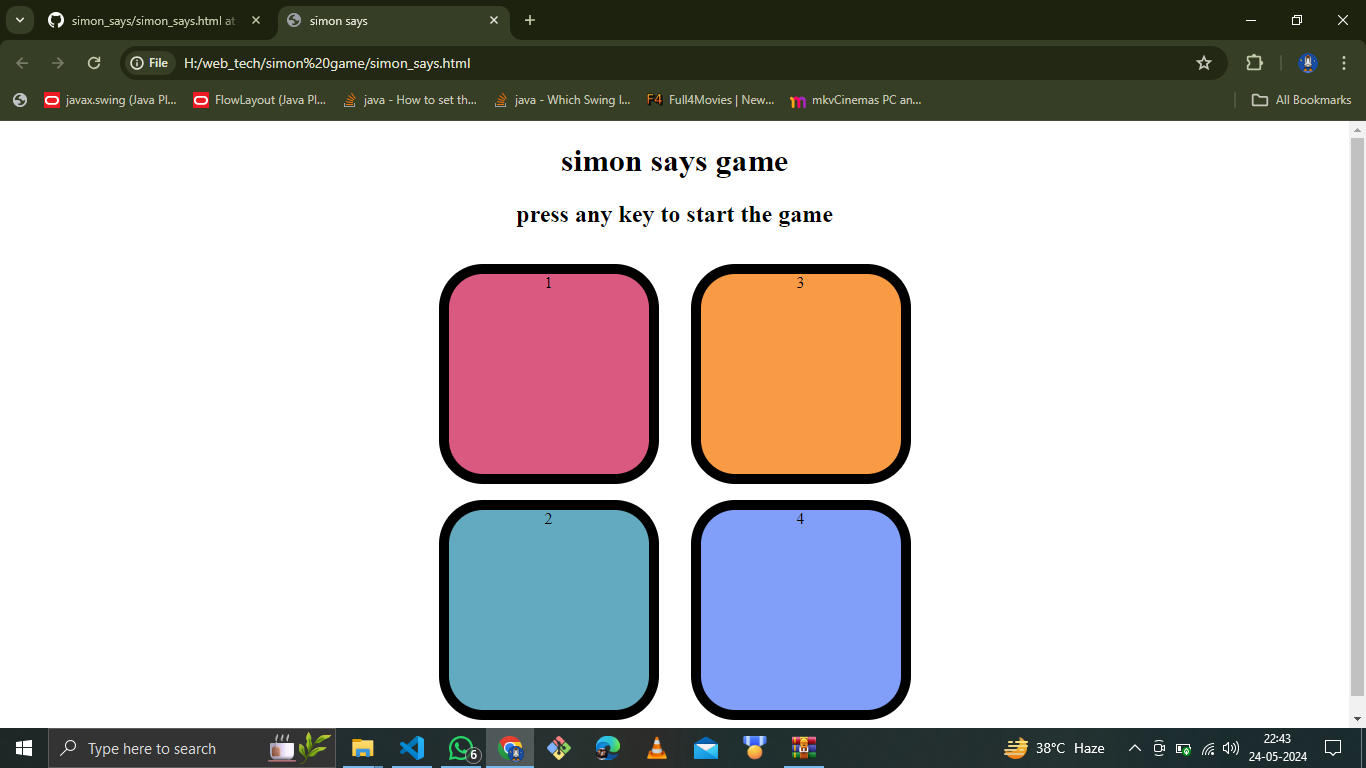 simon_says/simon_says.html at
simon says
File
H:/web_tech/simon%20game/simon_says.html
javax.swing (Java Pl...
FlowLayout (Java Pl...
java - How to set th...
java - Which Swing l...
F4
Full4Movies | New...
m
mkvCinemas PC an...
All Bookmarks
simon says game
press any key to start the game
1
3
2
4
Type here to search
6
38°C Haze
22:43
24-05-2024